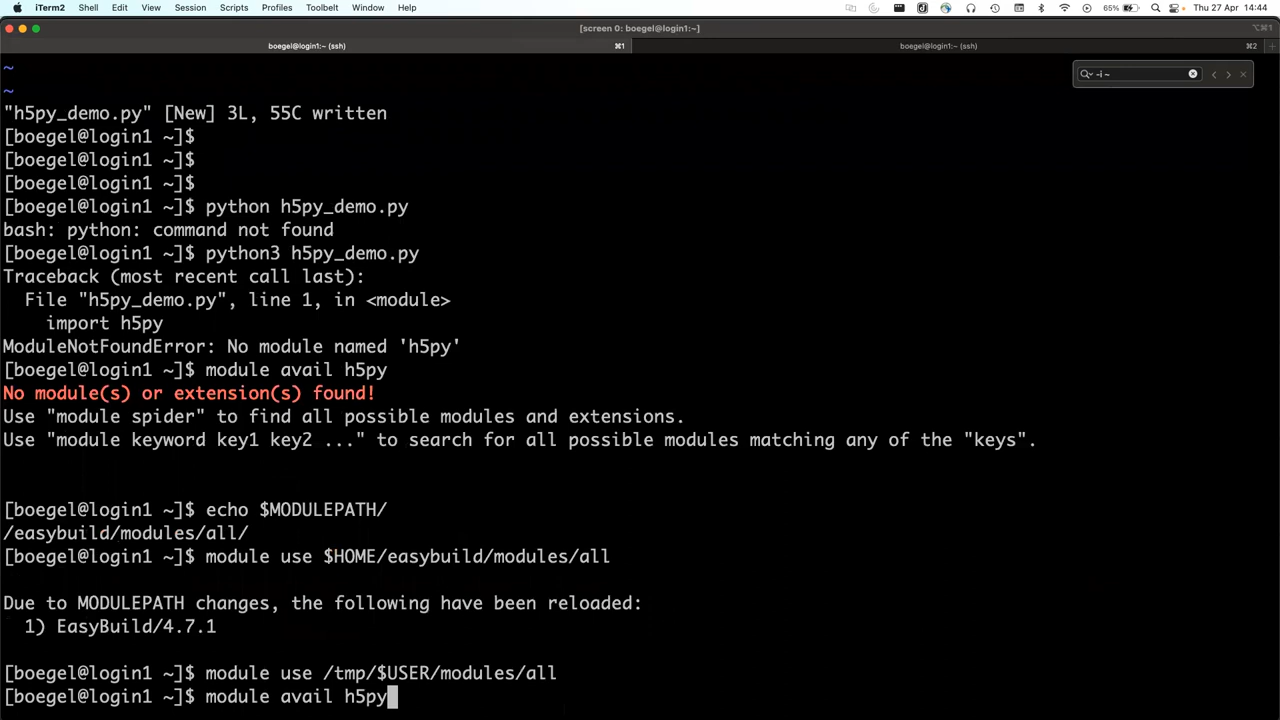 iTerm2 Shell Edit View Session Scripts Profiles Toolbelt Window Help 65% Thu 27 Apr 14:44
[screen 0: boegel@login1:~] ⌥⌘1
boegel@login1:~ (ssh) ⌘1 boegel@login1:~ (ssh) ⌘2 +
~
~i ~
~
"h5py_demo.py" [New] 3L, 55C written
[boegel@login1 ~]$
[boegel@login1 ~]$
[boegel@login1 ~]$
[boegel@login1 ~]$ python h5py_demo.py
bash: python: command not found
[boegel@login1 ~]$ python3 h5py_demo.py
Traceback (most recent call last):
File "h5py_demo.py", line 1, in <module>
import h5py
ModuleNotFoundError: No module named 'h5py'
[boegel@login1 ~]$ module avail h5py
No module(s) or extension(s) found!
Use "module spider" to find all possible modules and extensions.
Use "module keyword key1 key2 ..." to search for all possible modules matching any of the "keys".
[boegel@login1 ~]$ echo $MODULEPATH/
/easybuild/modules/all/
[boegel@login1 ~]$ module use $HOME/easybuild/modules/all
Due to MODULEPATH changes, the following have been reloaded:
1) EasyBuild/4.7.1
[boegel@login1 ~]$ module use /tmp/$USER/modules/all
[boegel@login1 ~]$ module avail h5py